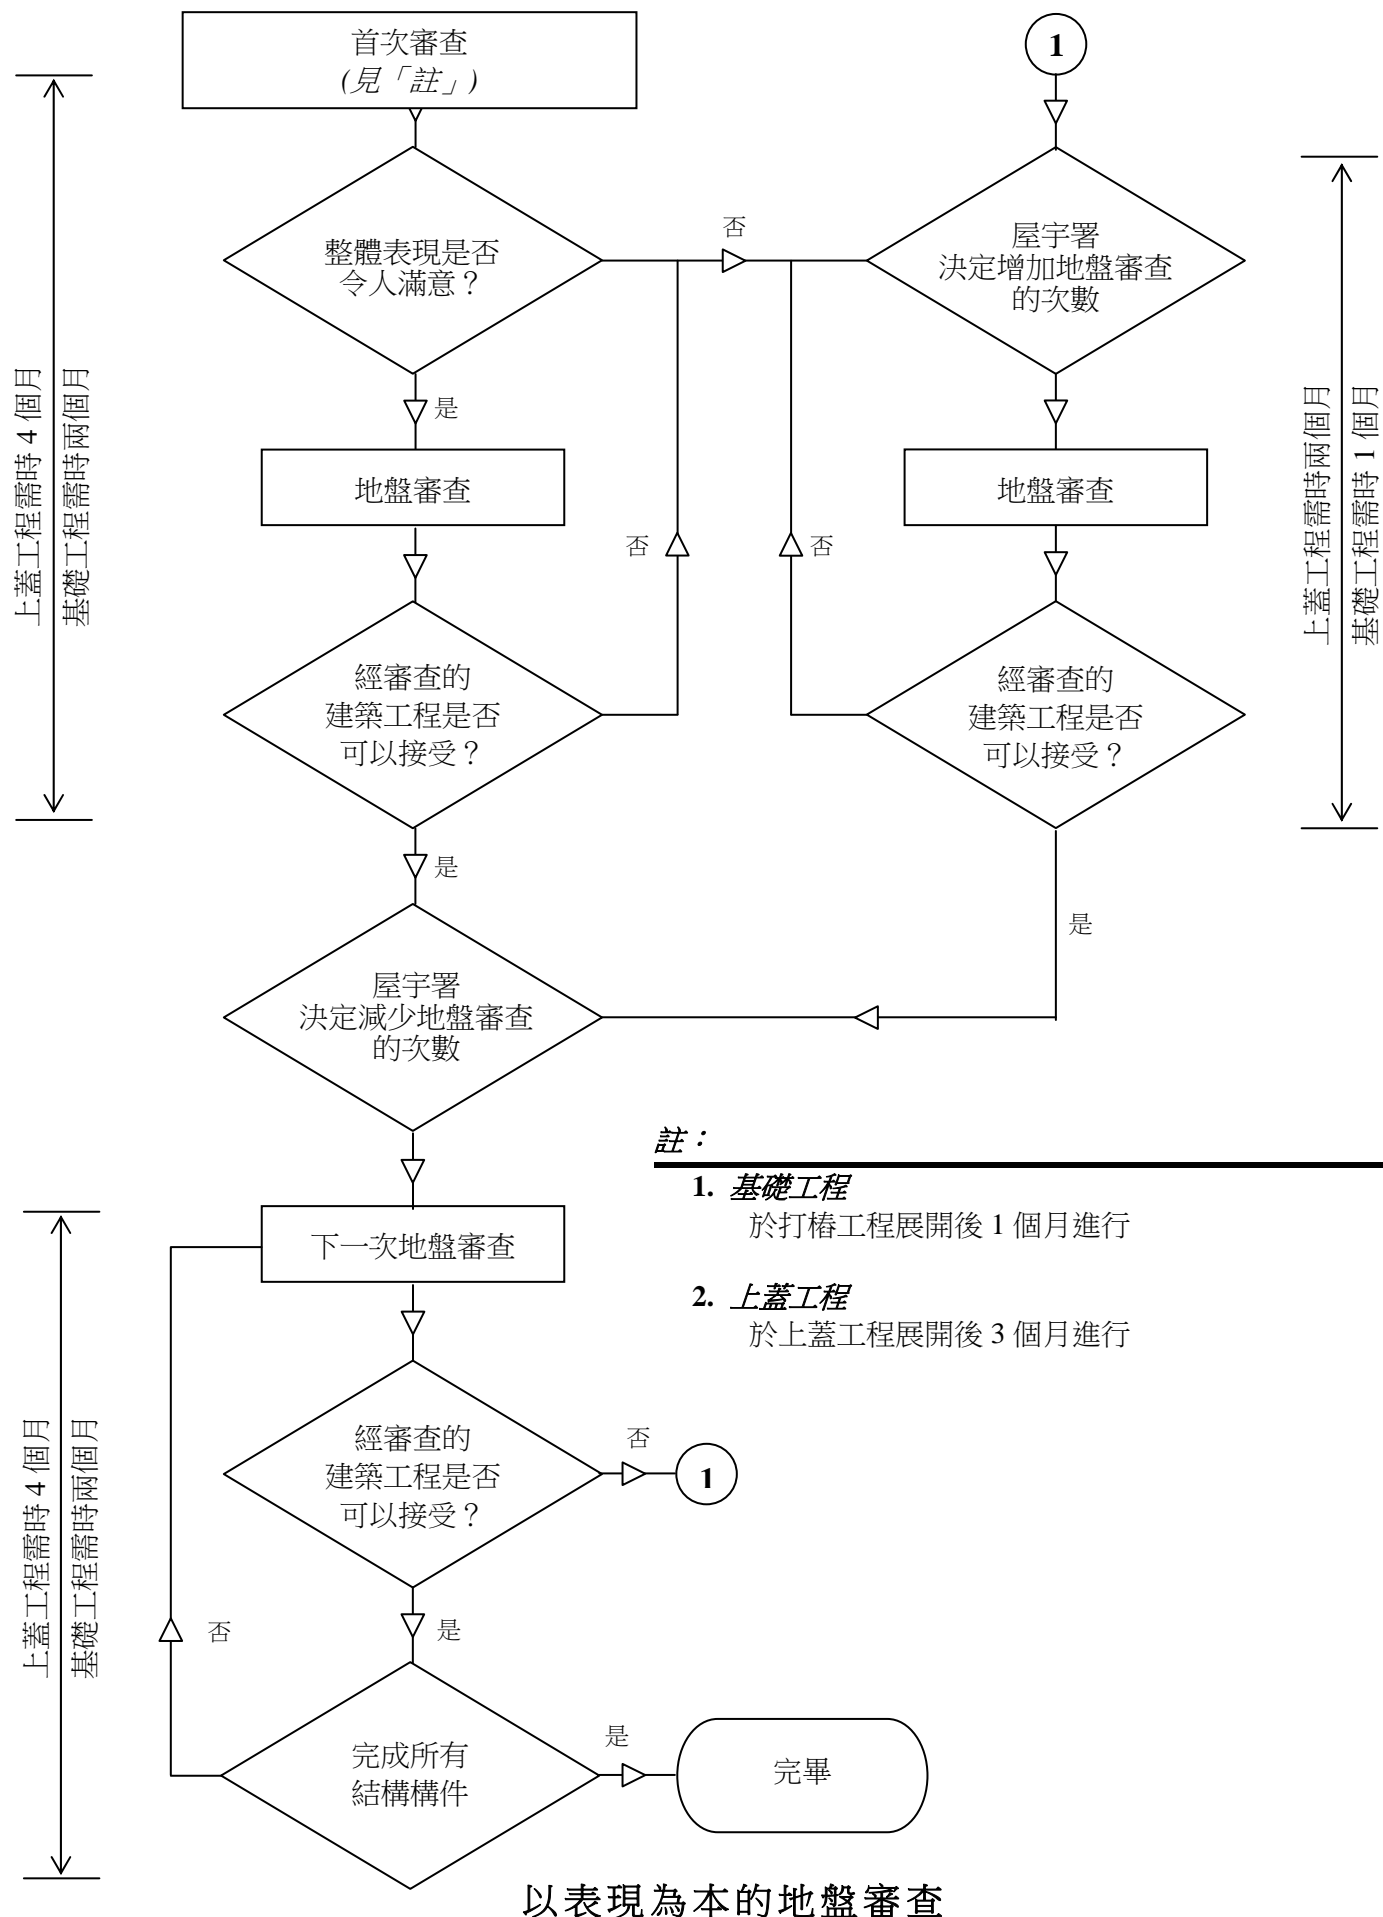 首次審查
(見「註」)
1
整體表現是否
令人滿意？
否
屋宇署
決定增加地盤審查
的次數
上蓋工程需時 4 個月
基礎工程需時兩個月
上蓋工程需時兩個月
基礎工程需時 1 個月
是
地盤審查
地盤審查
否
否
經審查的
建築工程是否
可以接受？
經審查的
建築工程是否
可以接受？
是
是
屋宇署
決定減少地盤審查
的次數
註：
1. 基礎工程
於打樁工程展開後 1 個月進行
2. 上蓋工程
於上蓋工程展開後 3 個月進行
下一次地盤審查
上蓋工程需時 4 個月
基礎工程需時兩個月
經審查的
建築工程是否
可以接受？
否
1
是
否
完成所有
結構構件
是
完畢
以表現為本的地盤審查